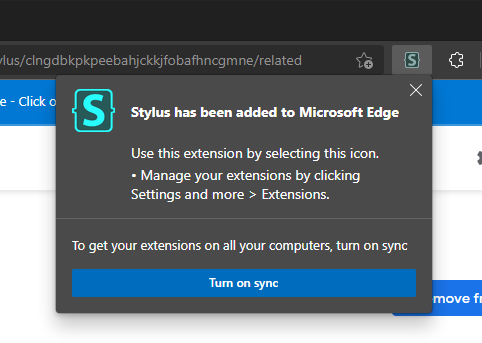 ylus/clngdbkpkpeebahjckkjfobafhncgmne/related
e - Click o
S
Stylus has been added to Microsoft Edge
Use this extension by selecting this icon.
• Manage your extensions by clicking
Settings and more > Extensions.
To get your extensions on all your computers, turn on sync
Turn on sync
move fr